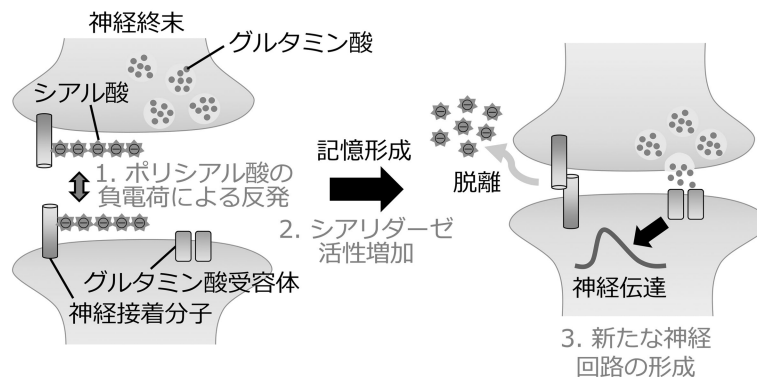 神経終末
グルタミン酸
シアル酸
1. ポリシアル酸の
負電荷による反発
グルタミン酸受容体
神経接着分子
記憶形成
2. シアリダーゼ
活性増加
脱離
神経伝達
3. 新たな神経
回路の形成